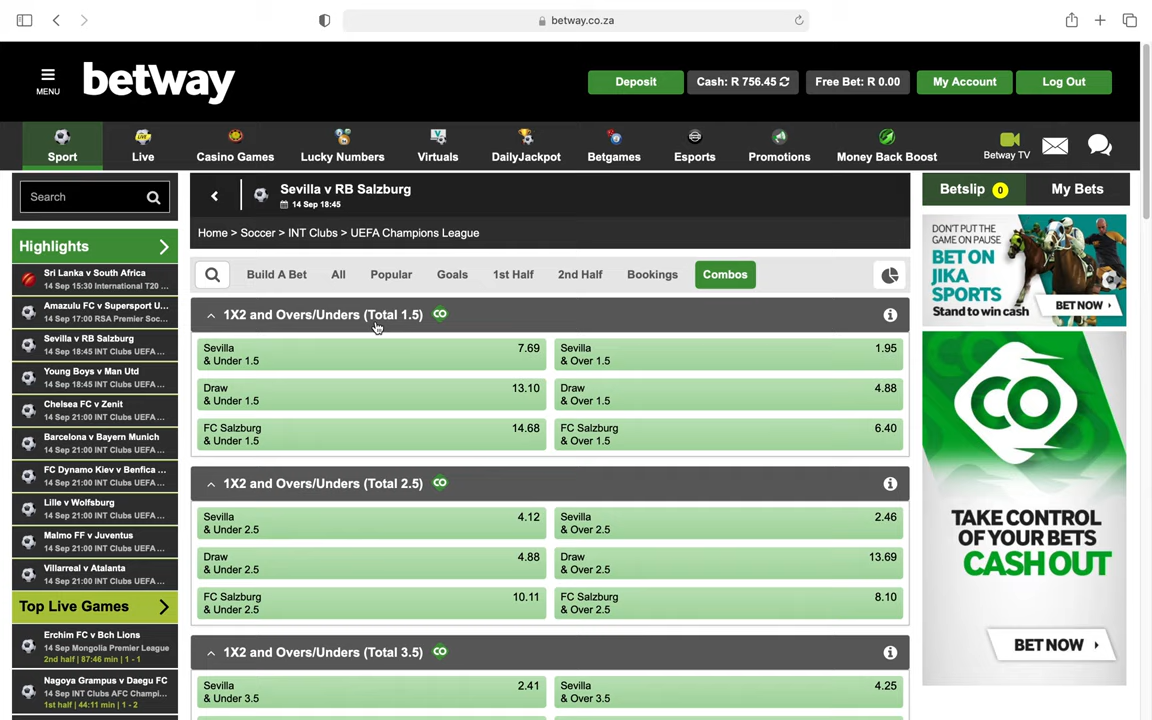 betway.co.za
MENU
betway
Deposit
Cash: R 756.45
Free Bet: R 0.00
My Account
Log Out
Sport
Live
Casino Games
Lucky Numbers
Virtuals
DailyJackpot
Betgames
Esports
Promotions
Money Back Boost
Betway TV
Search
Highlights
Sri Lanka v South Africa
14 Sep 15:30 International T20 ...
Amazulu FC v Supersport U...
14 Sep 17:00 RSA Premier Soc...
Sevilla v RB Salzburg
14 Sep 18:45 INT Clubs UEFA...
Young Boys v Man Utd
14 Sep 18:45 INT Clubs UEFA...
Chelsea FC v Zenit
14 Sep 21:00 INT Clubs UEFA...
Barcelona v Bayern Munich
14 Sep 21:00 INT Clubs UEFA...
FC Dynamo Kiev v Benfica ...
14 Sep 21:00 INT Clubs UEFA...
Lille v Wolfsburg
14 Sep 21:00 INT Clubs UEFA...
Malmo FF v Juventus
14 Sep 21:00 INT Clubs UEFA...
Villarreal v Atalanta
14 Sep 21:00 INT Clubs UEFA...
Top Live Games
Erchim FC v Bch Lions
14 Sep Mongolia Premier League
2nd half | 87:46 min | 1 - 1
Nagoya Grampus v Daegu FC
14 Sep INT Clubs AFC Champi...
1st half | 44:11 min | 1 - 2
Sevilla v RB Salzburg
14 Sep 18:45
Home > Soccer > INT Clubs > UEFA Champions League
Build A Bet
All
Popular
Goals
1st Half
2nd Half
Bookings
Combos
1X2 and Overs/Unders (Total 1.5) CO
Sevilla & Under 1.5 7.69
Sevilla & Over 1.5 1.95
Draw & Under 1.5 13.10
Draw & Over 1.5 4.88
FC Salzburg & Under 1.5 14.68
FC Salzburg & Over 1.5 6.40
1X2 and Overs/Unders (Total 2.5) CO
Sevilla & Under 2.5 4.12
Sevilla & Over 2.5 2.46
Draw & Under 2.5 4.88
Draw & Over 2.5 13.69
FC Salzburg & Under 2.5 10.11
FC Salzburg & Over 2.5 8.10
1X2 and Overs/Unders (Total 3.5) CO
Sevilla & Under 3.5 2.41
Sevilla & Over 3.5 4.25
Betslip 0
My Bets
DON'T PUT THE
GAME ON PAUSE
BET ON
JIKA
SPORTS
Stand to win cash
BET NOW
CO
TAKE CONTROL
OF YOUR BETS
CASH OUT
BET NOW